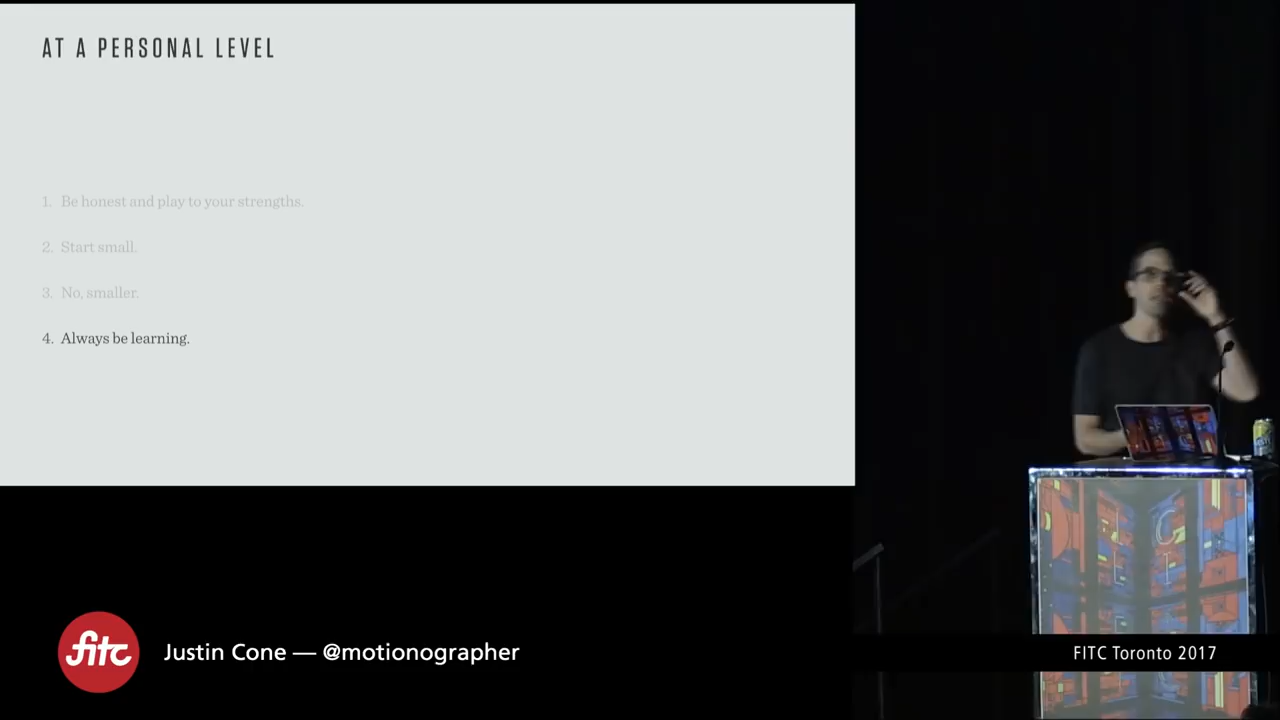 AT A PERSONAL LEVEL
1. Be honest and play to your strengths.
2. Start small.
3. No, smaller.
4. Always be learning.
fitc
Justin Cone — @motionographer
FITC Toronto 2017